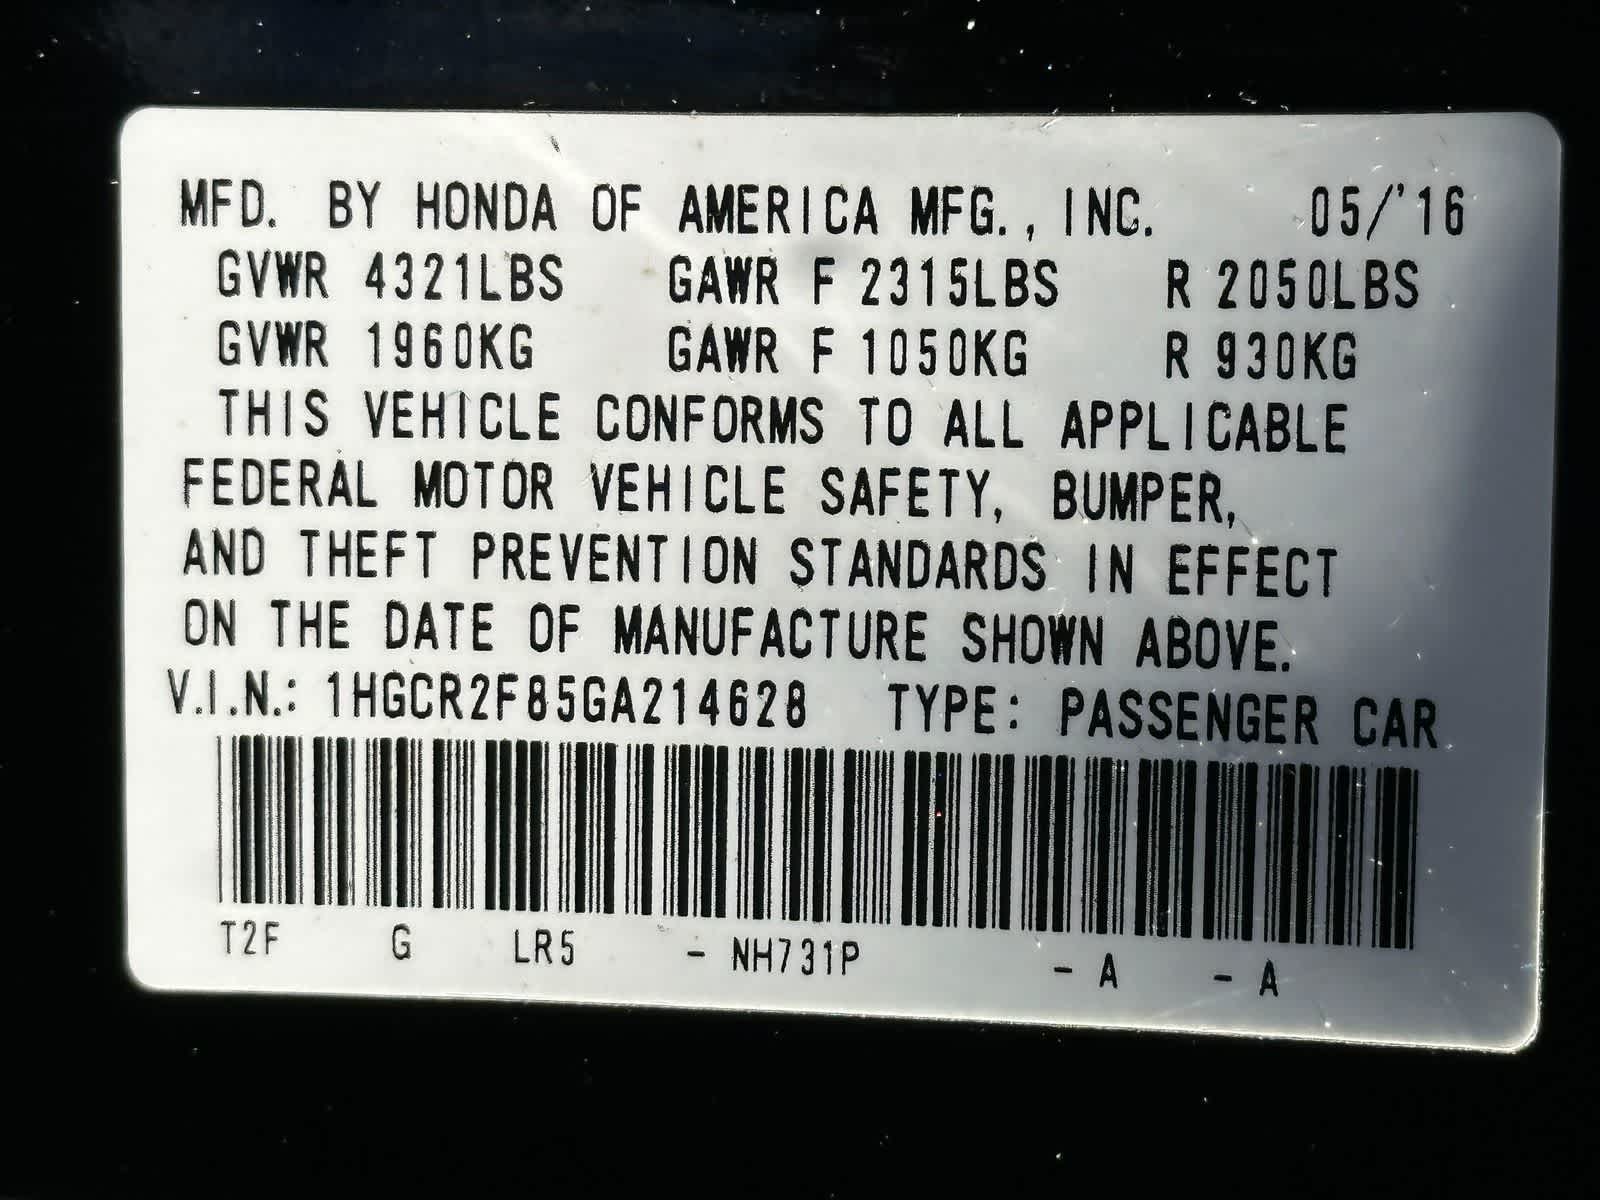 MFD. BY HONDA OF AMERICA MFG., INC. 05/'16
GVWR 4321LBS GAWR F 2315LBS R 2050LBS
GVWR 1960KG GAWR F 1050KG R 930KG
THIS VEHICLE CONFORMS TO ALL APPLICABLE
FEDERAL MOTOR VEHICLE SAFETY, BUMPER,
AND THEFT PREVENTION STANDARDS IN EFFECT
ON THE DATE OF MANUFACTURE SHOWN ABOVE.
V.I.N.: 1HGCR2F85GA214628 TYPE: PASSENGER CAR
T2F G LR5 - NH731P - A - A